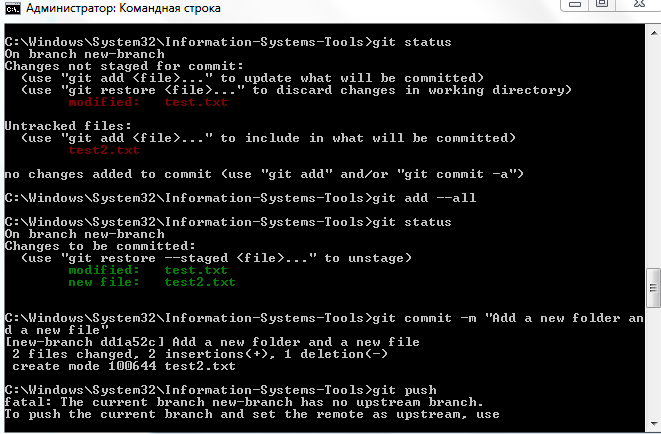 Администратор: Командная строка
C:\Windows\System32\Information-Systems-Tools>git status
On branch new-branch
Changes not staged for commit:
  (use "git add <file>..." to update what will be committed)
  (use "git restore <file>..." to discard changes in working directory)
        modified:   test.txt
Untracked files:
  (use "git add <file>..." to include in what will be committed)
        test2.txt
no changes added to commit (use "git add" and/or "git commit -a")
C:\Windows\System32\Information-Systems-Tools>git add --all
C:\Windows\System32\Information-Systems-Tools>git status
On branch new-branch
Changes to be committed:
  (use "git restore --staged <file>..." to unstage)
        modified:   test.txt
        new file:   test2.txt
C:\Windows\System32\Information-Systems-Tools>git commit -m "Add a new folder an
d a new file"
[new-branch dd1a52c] Add a new folder and a new file
 2 files changed, 2 insertions(+), 1 deletion(-)
 create mode 100644 test2.txt
C:\Windows\System32\Information-Systems-Tools>git push
fatal: The current branch new-branch has no upstream branch.
To push the current branch and set the remote as upstream, use